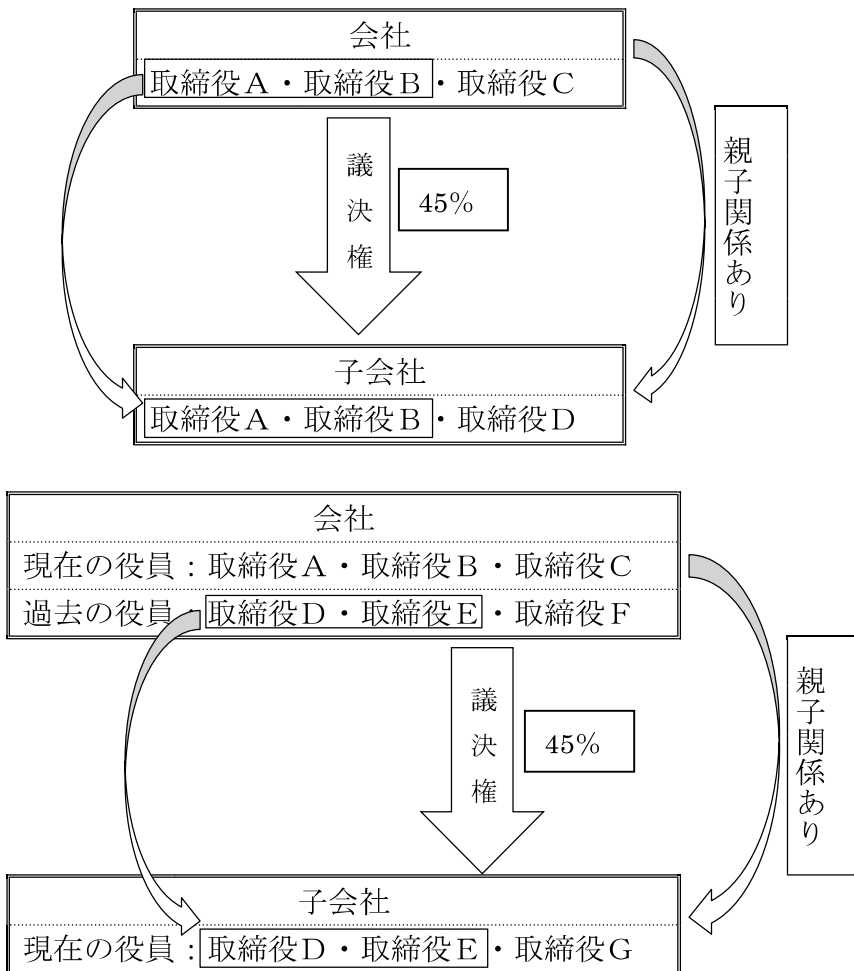 会社
取締役A・取締役B・取締役C
議決権
45%
親子関係あり
子会社
取締役A・取締役B・取締役D
会社
現在の役員：取締役A・取締役B・取締役C
過去の役員：取締役D・取締役E・取締役F
議決権
45%
親子関係あり
子会社
現在の役員：取締役D・取締役E・取締役G